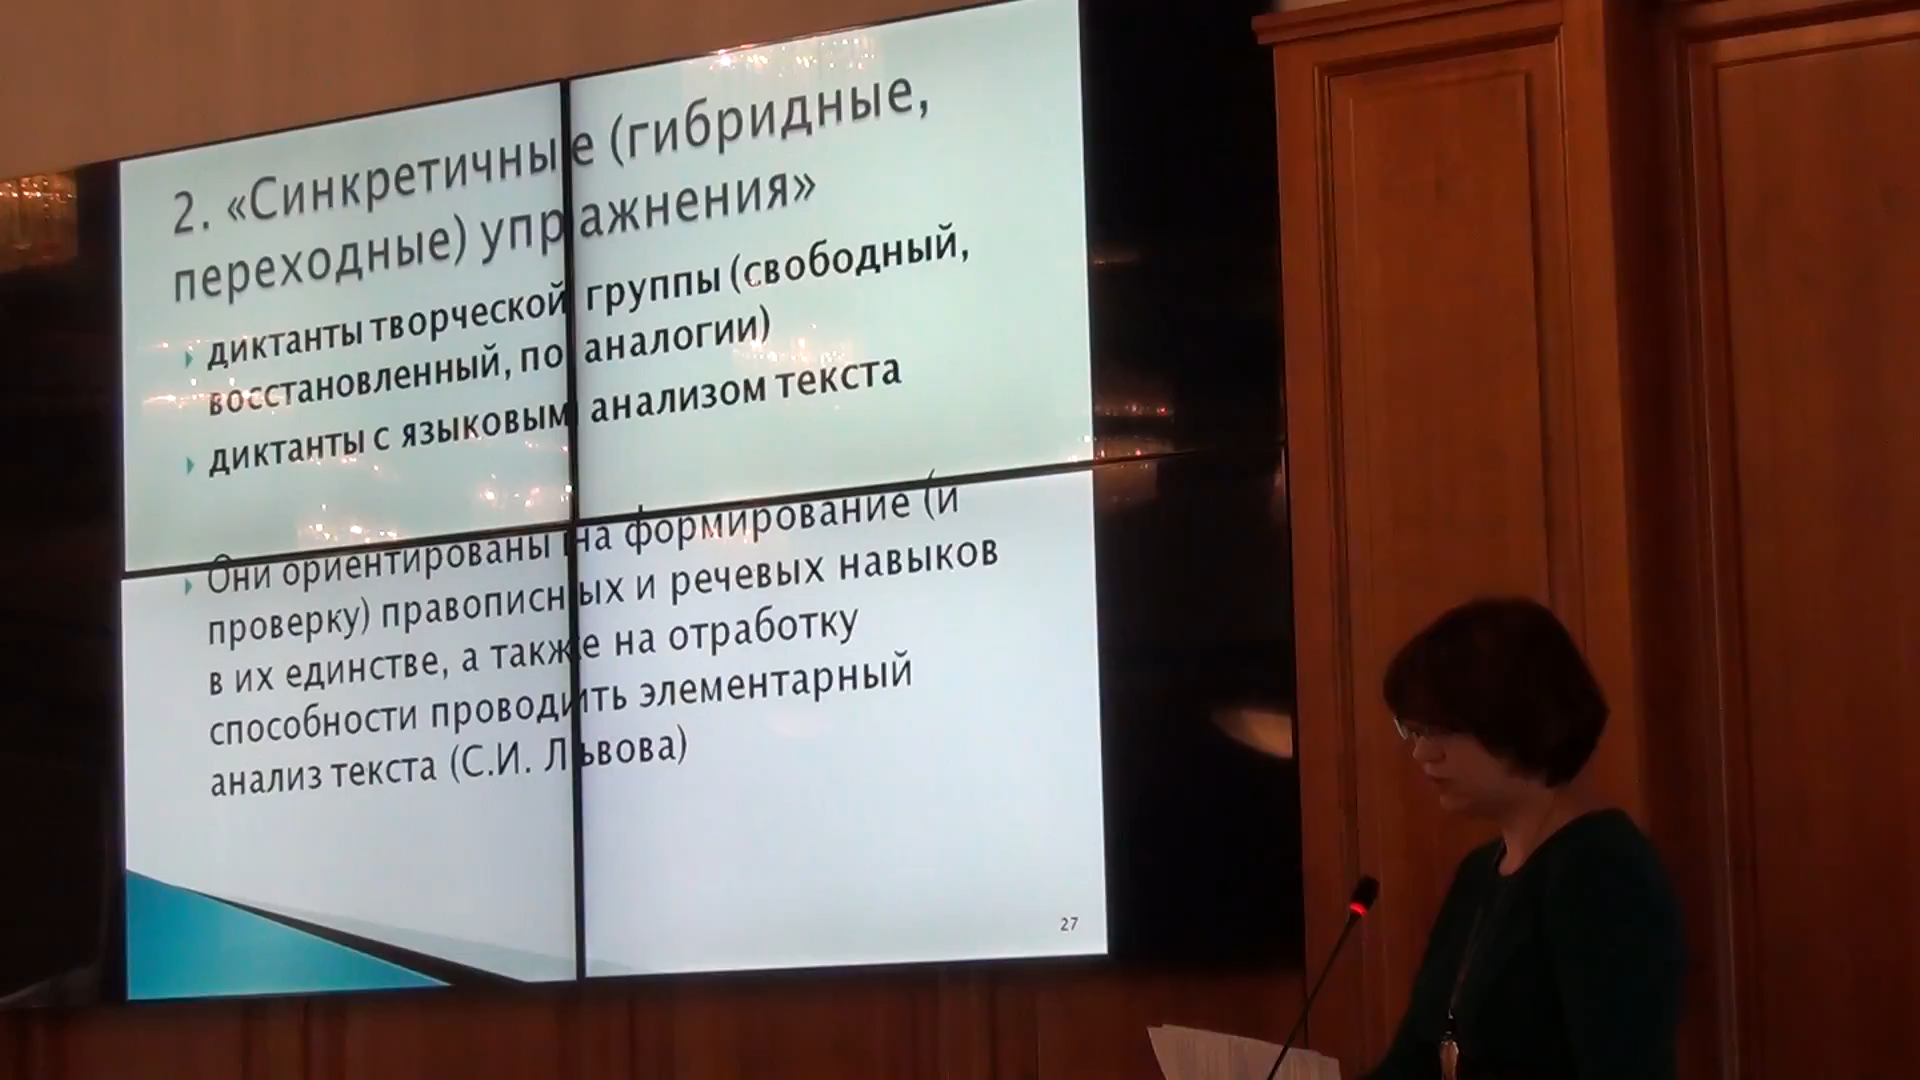 2. «Синкретичные (гибридные,
переходные) упражнения»
диктанты творческой группы (свободный,
восстановленный, по аналогии)
диктанты с языковым анализом текста
Они ориентированы на формирование (и
проверку) правописных и речевых навыков
в их единстве, а также на отработку
способности проводить элементарный
анализ текста (С.И. Львова)
27